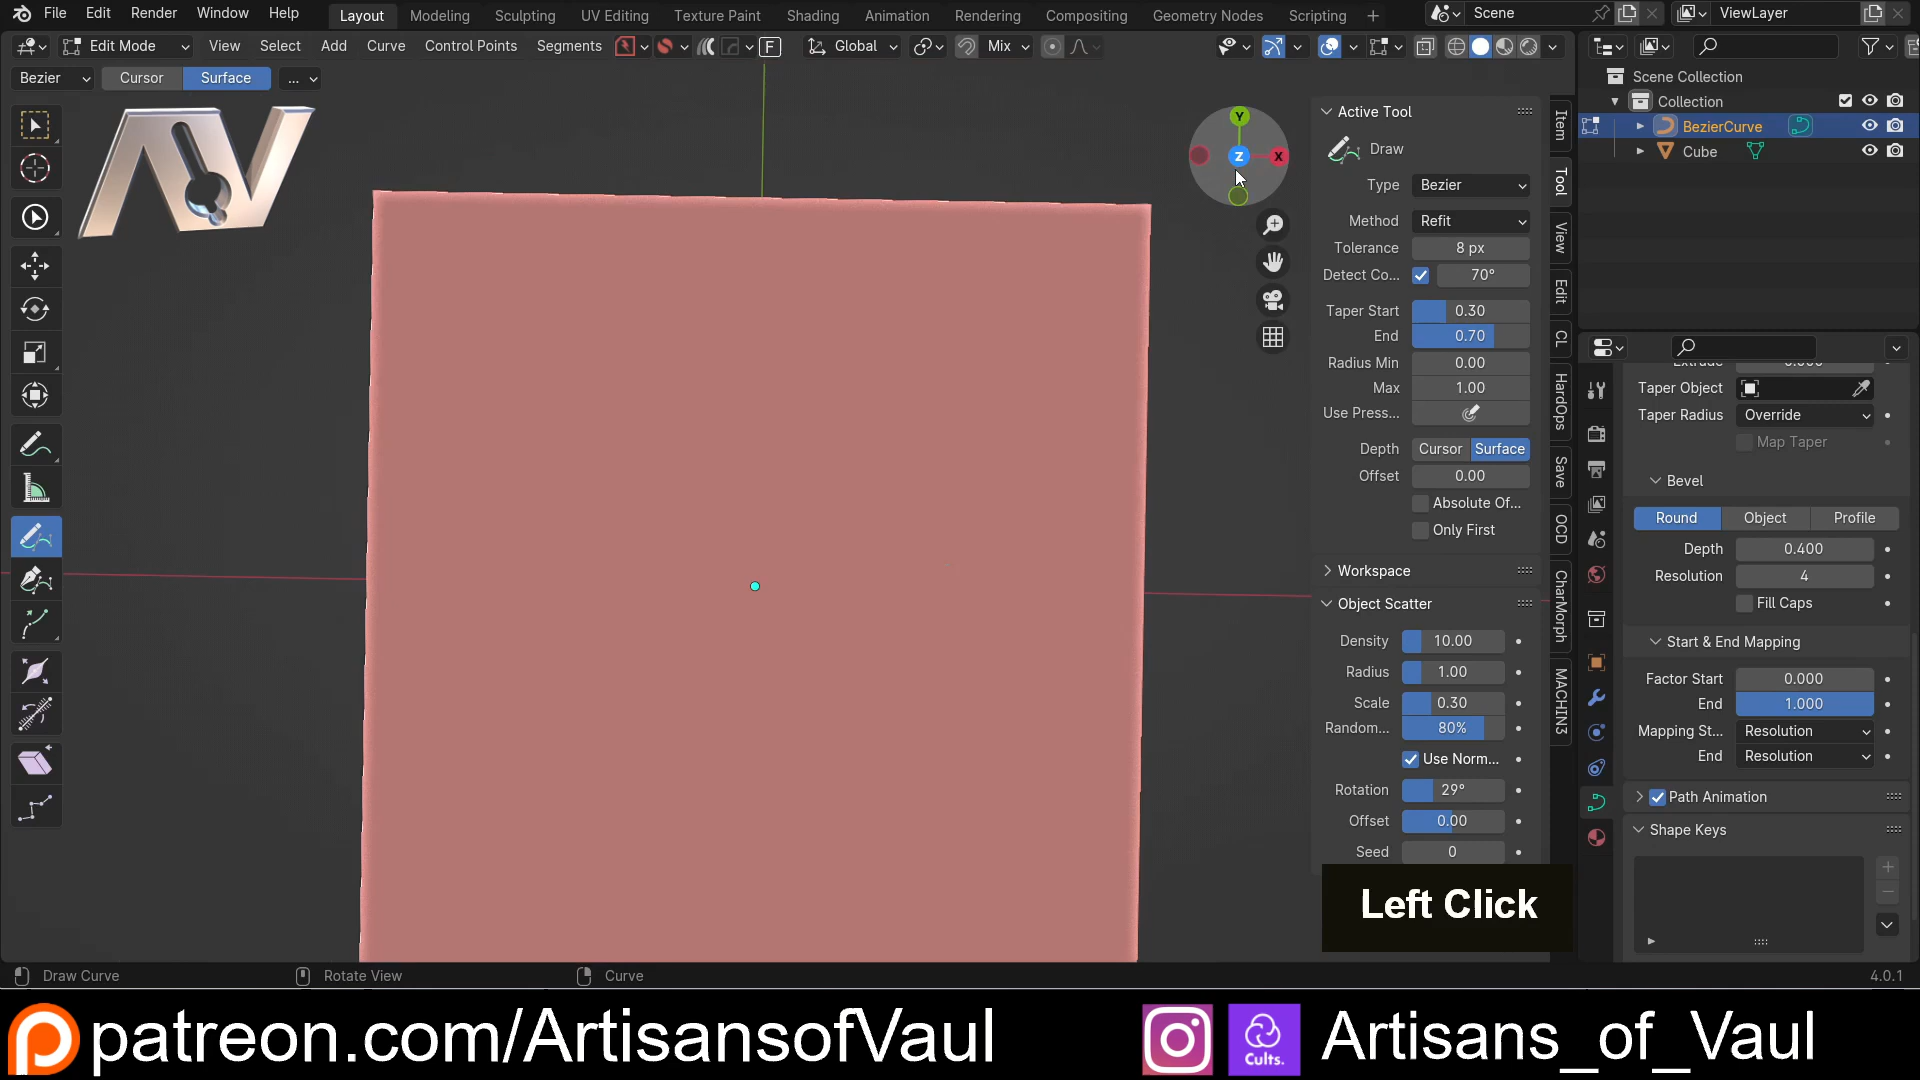 File Edit Render Window Help Layout Modeling Sculpting UV Editing Texture Paint Shading Animation Rendering Compositing Geometry Nodes Scripting + Scene ViewLayer
Edit Mode View Select Add Curve Control Points Segments F Global Mix
Bezier Cursor Surface ...
Scene Collection
Collection
BezierCurve
Cube
Y
Z
X
Active Tool
Draw
Type Bezier
Method Refit
Tolerance 8 px
Detect Co... 70°
Taper Start 0.30
End 0.70
Radius Min 0.00
Max 1.00
Use Press...
Depth Cursor Surface
Offset 0.00
Absolute Of...
Only First
Workspace
Object Scatter
Density 10.00
Radius 1.00
Scale 0.30
Random... 80%
Use Norm...
Rotation 29°
Offset 0.00
Seed 0
Item
Tool
View
Edit
CL
HardOps
Save
OCD
CharMorph
MACHIN3
Taper Object
Taper Radius Override
Map Taper
Bevel
Round Object Profile
Depth 0.400
Resolution 4
Fill Caps
Start & End Mapping
Factor Start 0.000
End 1.000
Mapping St... Resolution
End Resolution
Path Animation
Shape Keys
Left Click
Draw Curve Rotate View Curve 4.0.1
patreon.com/ArtisansofVaul
Cults.
Artisans_of_Vaul